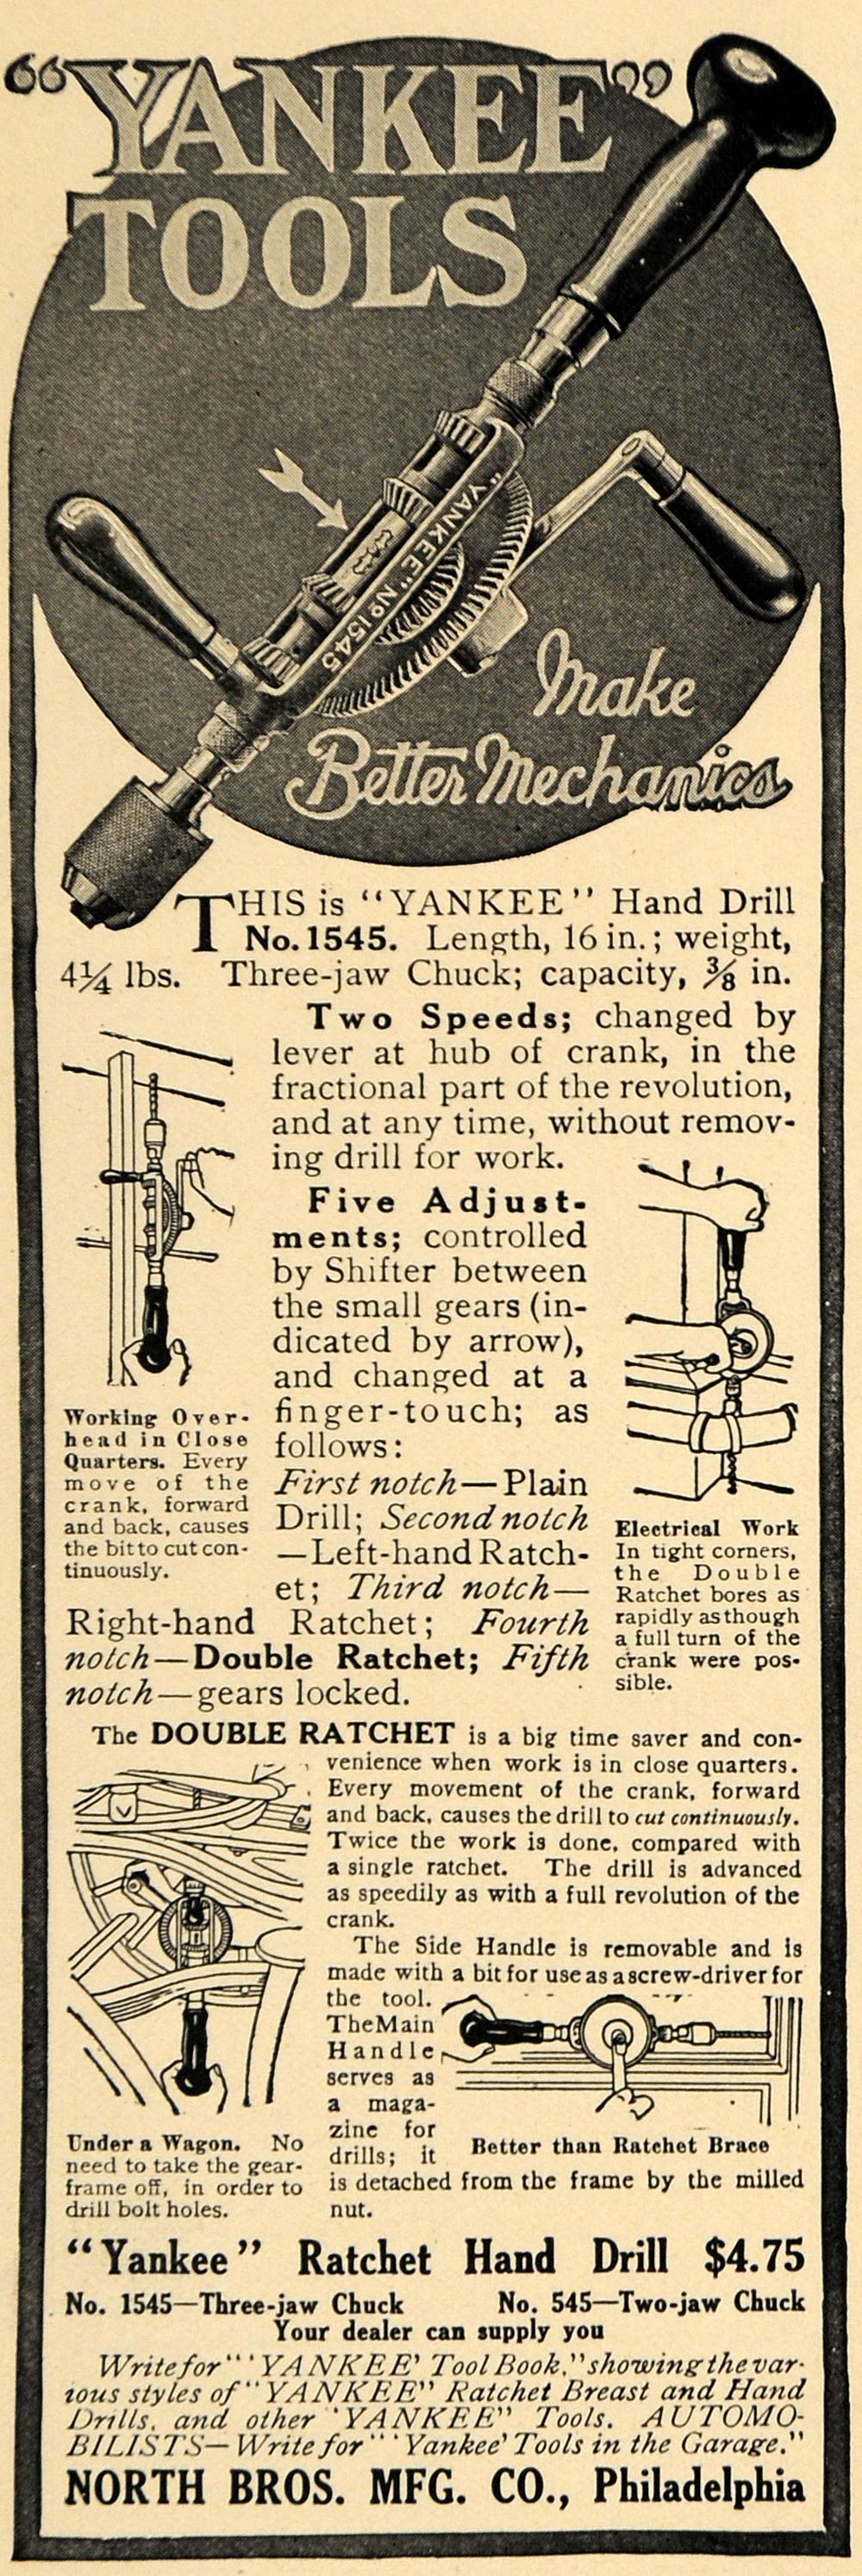 “YANKEE”
TOOLS
"YANKEE" No 1545
Make
Better Mechanics
THIS is “YANKEE” Hand Drill
No. 1545. Length, 16 in.; weight,
4¼ lbs. Three-jaw Chuck; capacity, ⅜ in.
Two Speeds; changed by
lever at hub of crank, in the
fractional part of the revolution,
and at any time, without remov-
ing drill for work.
Five Adjust-
ments; controlled
by Shifter between
the small gears (in-
dicated by arrow),
and changed at a
finger-touch; as
follows:
First notch—Plain
Drill; Second notch
—Left-hand Ratch-
et; Third notch—
Right-hand Ratchet; Fourth
notch—Double Ratchet; Fifth
notch—gears locked.
Working Over-
head in Close
Quarters. Every
move of the
crank, forward
and back, causes
the bit to cut con-
tinuously.
Electrical Work
In tight corners,
the Double
Ratchet bores as
rapidly as though
a full turn of the
crank were pos-
sible.
The DOUBLE RATCHET is a big time saver and con-
venience when work is in close quarters.
Every movement of the crank, forward
and back, causes the drill to cut continuously.
Twice the work is done, compared with
a single ratchet. The drill is advanced
as speedily as with a full revolution of the
crank.
The Side Handle is removable and is
made with a bit for use as a screw-driver for
the tool.
The Main
Handle
serves as
a maga-
zine for
drills; it
is detached from the frame by the milled
nut.
Under a Wagon. No
need to take the gear-
frame off, in order to
drill bolt holes.
Better than Ratchet Brace
“Yankee” Ratchet Hand Drill $4.75
No. 1545—Three-jaw Chuck No. 545—Two-jaw Chuck
Your dealer can supply you
Write for “‘YANKEE’ Tool Book,” showing the var-
ious styles of “YANKEE” Ratchet Breast and Hand
Drills, and other ‘YANKEE” Tools. AUTOMO-
BILISTS—Write for “‘Yankee’ Tools in the Garage.”
NORTH BROS. MFG. CO., Philadelphia